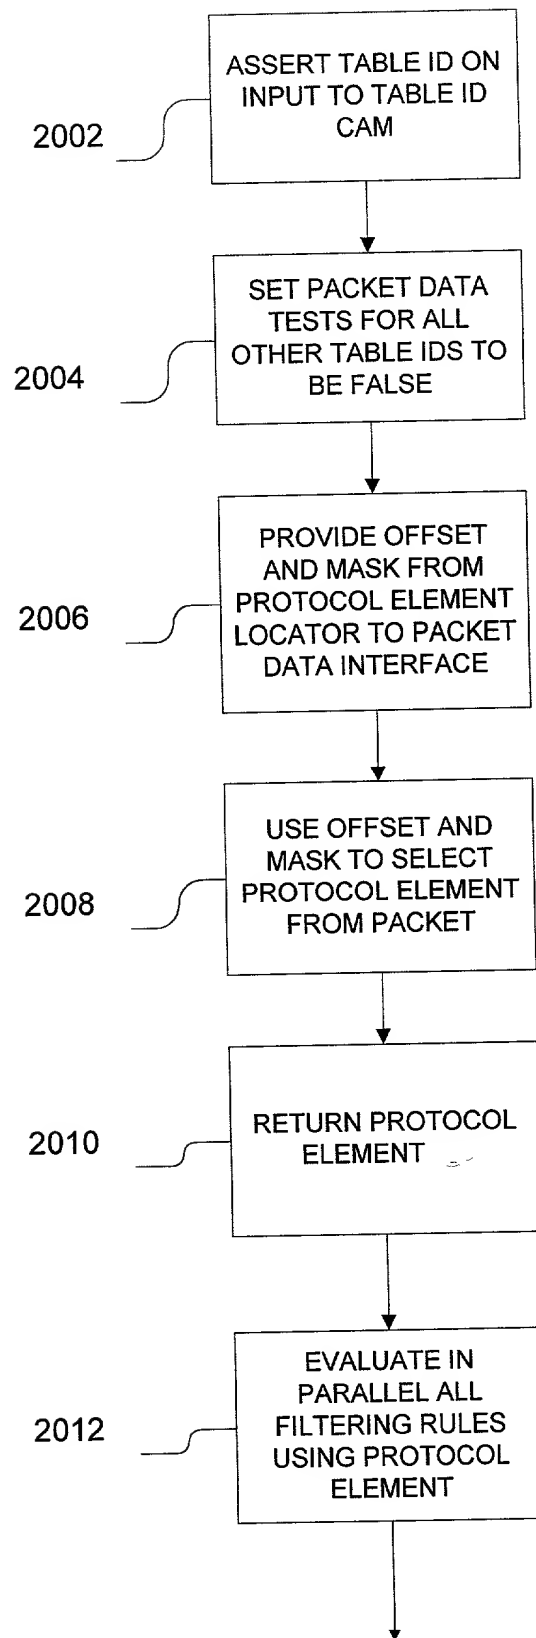 ASSERT TABLE ID ON
INPUT TO TABLE ID
CAM
2002
SET PACKET DATA
TESTS FOR ALL
OTHER TABLE IDS TO
BE FALSE
2004
PROVIDE OFFSET
AND MASK FROM
PROTOCOL ELEMENT
LOCATOR TO PACKET
DATA INTERFACE
2006
USE OFFSET AND
MASK TO SELECT
PROTOCOL ELEMENT
FROM PACKET
2008
RETURN PROTOCOL
ELEMENT
2010
EVALUATE IN
PARALLEL ALL
FILTERING RULES
USING PROTOCOL
ELEMENT
2012